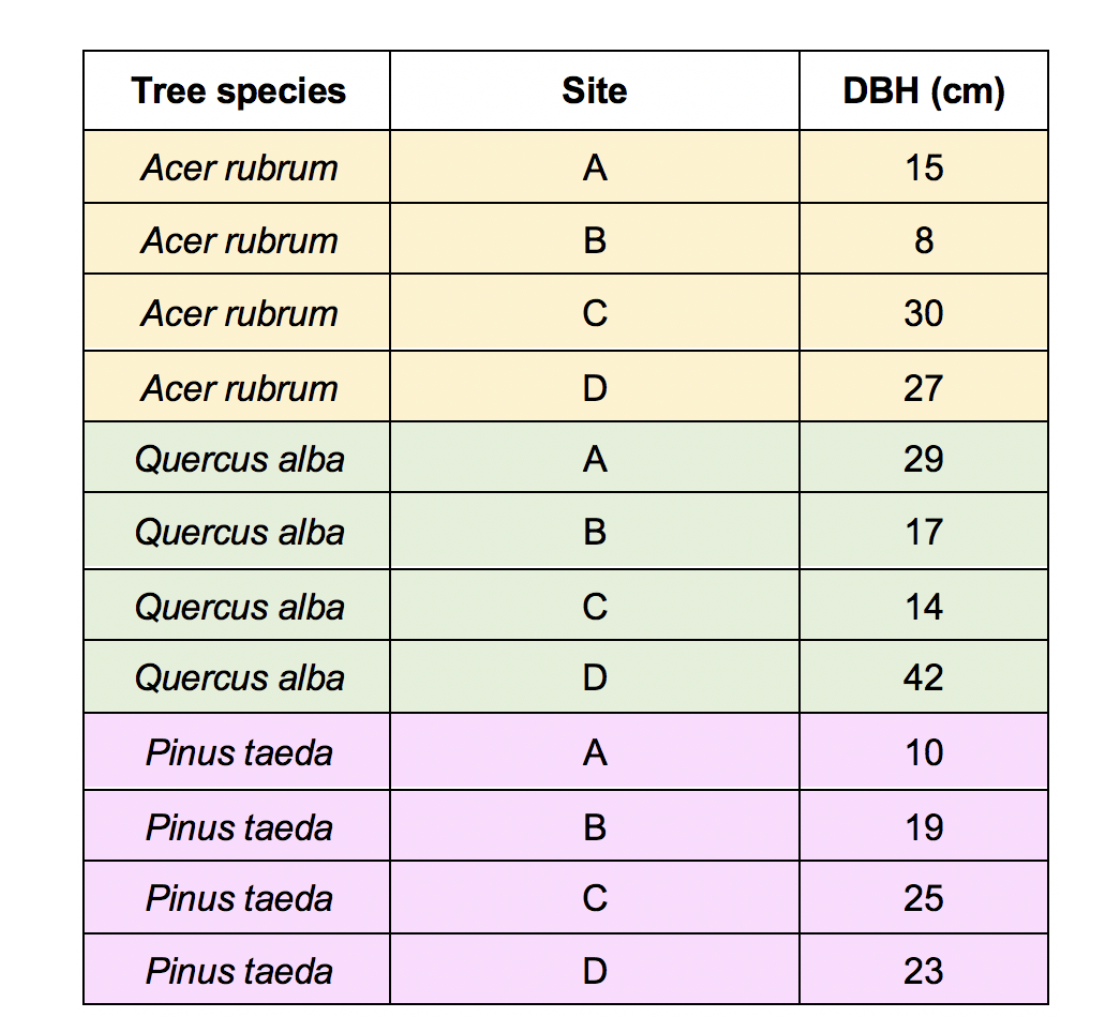 Tree species Site DBH (cm)
Acer rubrum A 15
Acer rubrum B 8
Acer rubrum C 30
Acer rubrum D 27
Quercus alba A 29
Quercus alba B 17
Quercus alba C 14
Quercus alba D 42
Pinus taeda A 10
Pinus taeda B 19
Pinus taeda C 25
Pinus taeda D 23